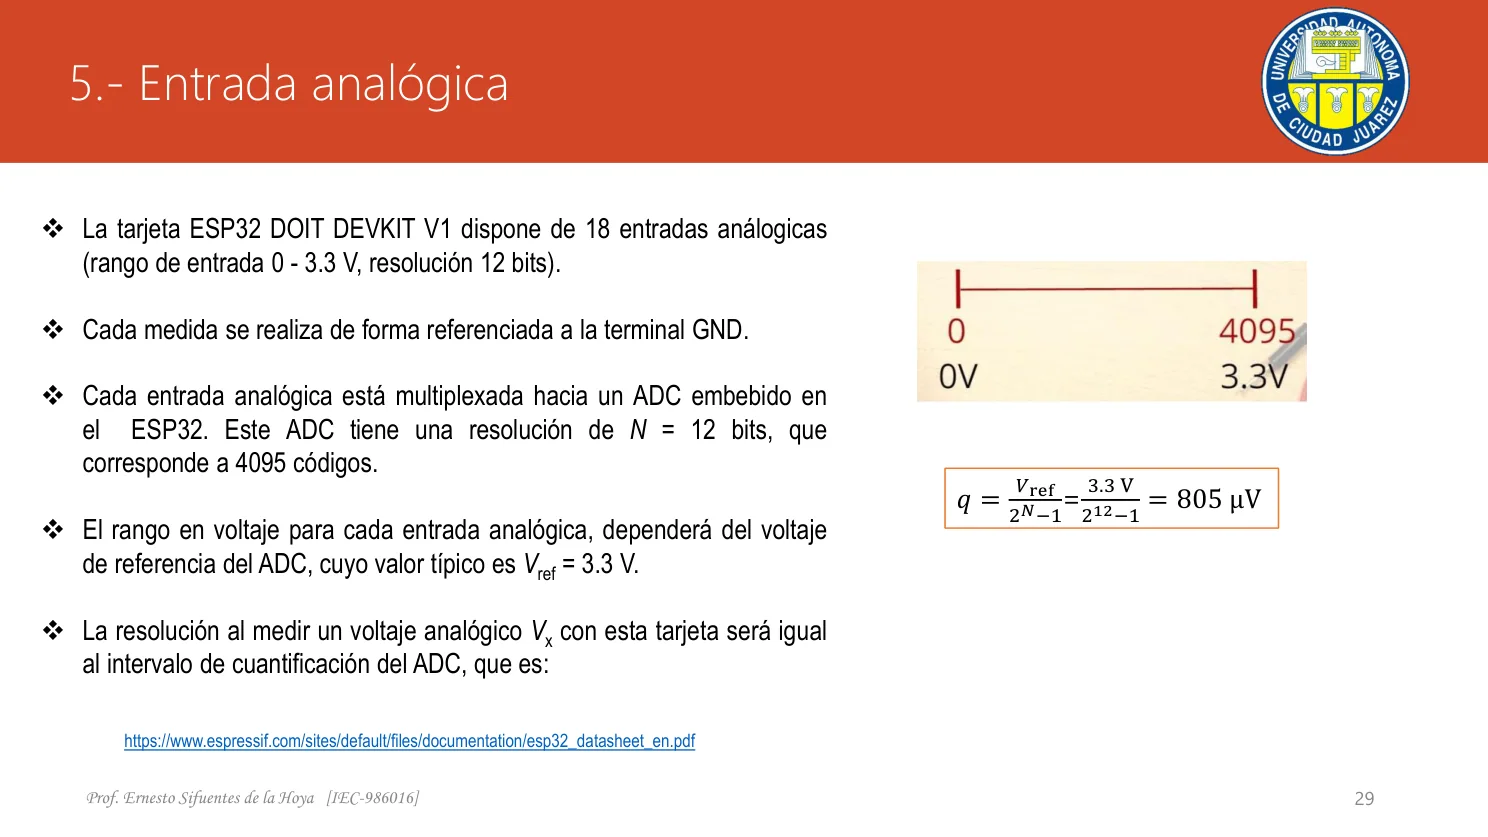 5.- Entrada analógica
UNIVERSIDAD AUTONOMA
DE CIUDAD JUAREZ
❖ La tarjeta ESP32 DOIT DEVKIT V1 dispone de 18 entradas análogicas
(rango de entrada 0 - 3.3 V, resolución 12 bits).
❖ Cada medida se realiza de forma referenciada a la terminal GND.
❖ Cada entrada analógica está multiplexada hacia un ADC embebido en
el ESP32. Este ADC tiene una resolución de N = 12 bits, que
corresponde a 4095 códigos.
❖ El rango en voltaje para cada entrada analógica, dependerá del voltaje
de referencia del ADC, cuyo valor típico es Vref = 3.3 V.
❖ La resolución al medir un voltaje analógico Vx con esta tarjeta será igual
al intervalo de cuantificación del ADC, que es:
https://www.espressif.com/sites/default/files/documentation/esp32_datasheet_en.pdf
0 4095
0V 3.3V
q = Vref/(2^N−1) = 3.3 V/(2^12−1) = 805 µV
Prof. Ernesto Sifuentes de la Hoya [IEC-986016]
29